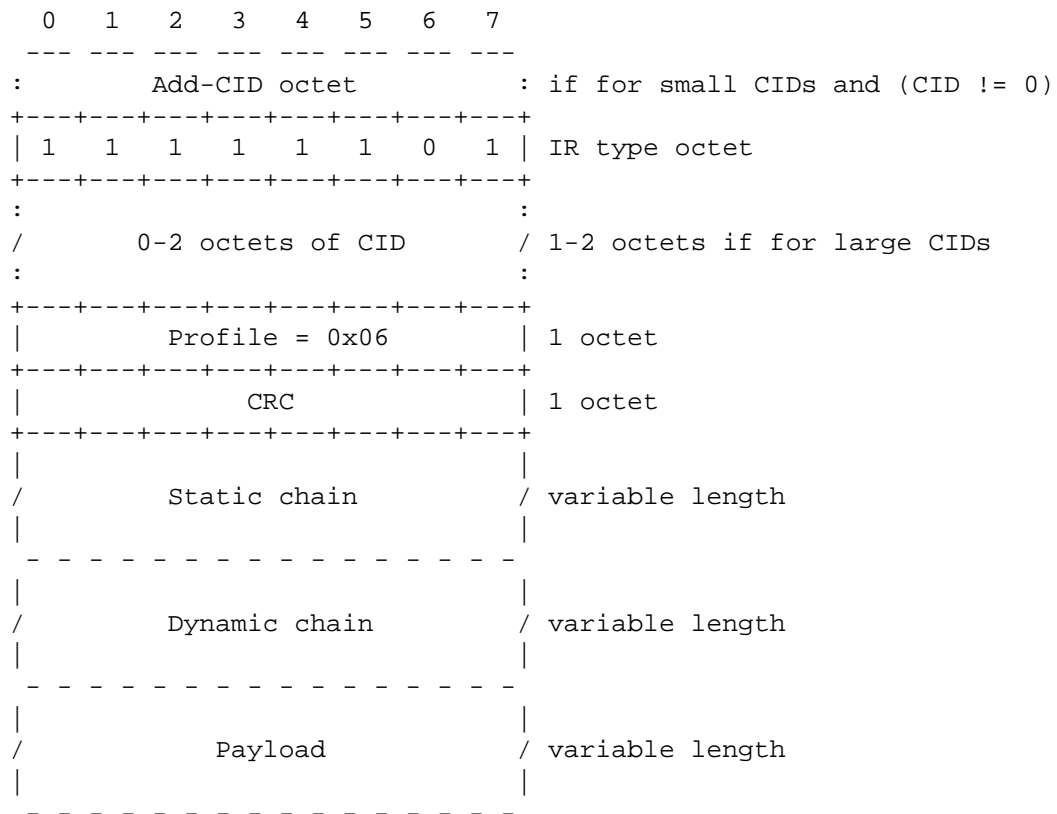 0   1   2   3   4   5   6   7
 --- --- --- --- --- --- --- ---
:         Add-CID octet         : if for small CIDs and (CID != 0)
+---+---+---+---+---+---+---+---+
| 1   1   1   1   1   1   0   1 | IR type octet
+---+---+---+---+---+---+---+---+
:                               :
/       0-2 octets of CID       / 1-2 octets if for large CIDs
:                               :
+---+---+---+---+---+---+---+---+
|         Profile = 0x06        | 1 octet
+---+---+---+---+---+---+---+---+
|              CRC              | 1 octet
+---+---+---+---+---+---+---+---+
|                               |
/         Static chain          / variable length
|                               |
 - - - - - - - - - - - - - - - -
|                               |
/         Dynamic chain         / variable length
|                               |
 - - - - - - - - - - - - - - - -
|                               |
/            Payload            / variable length
|                               |
 - - - - - - - - - - - - - - - -